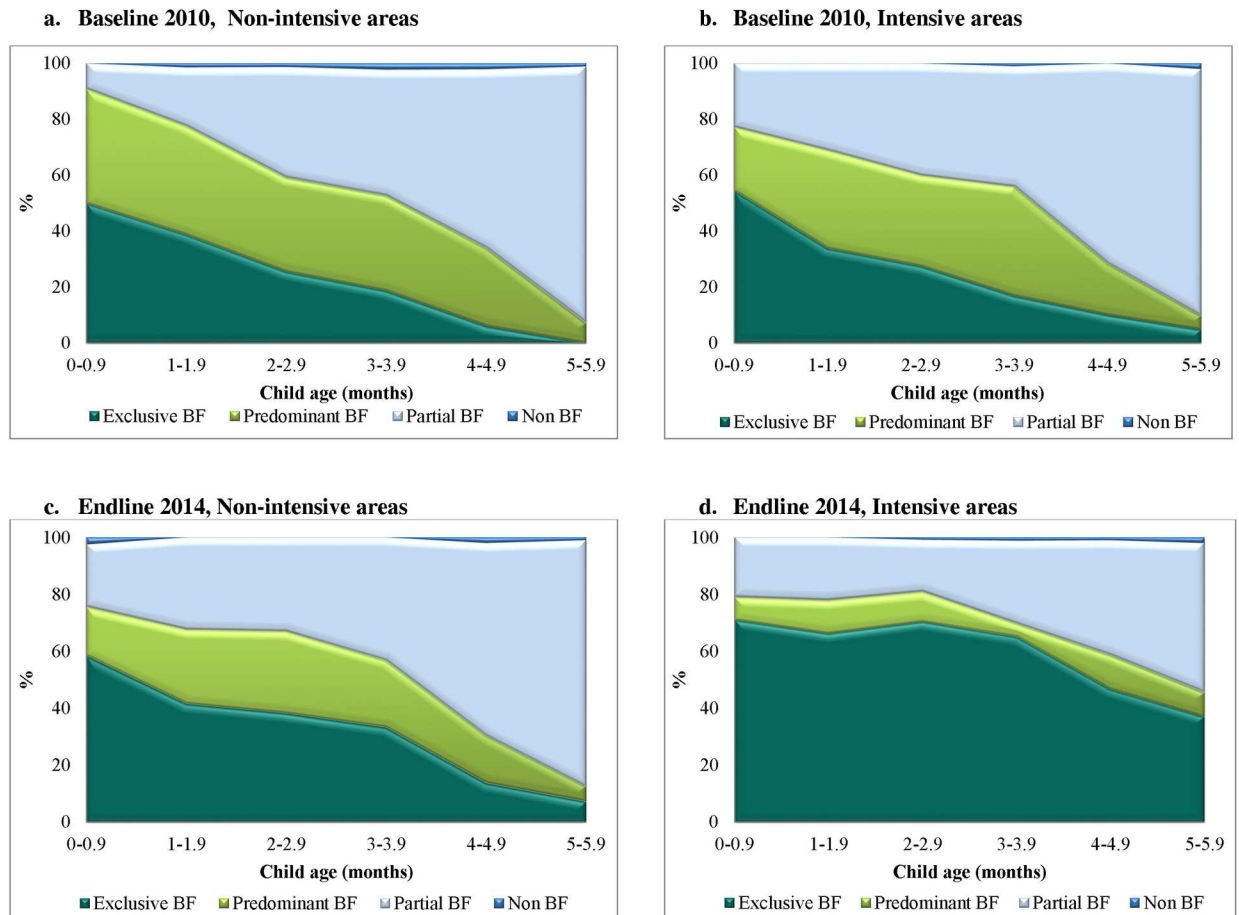 a. Baseline 2010, Non-intensive areas
100
80
60
40
20
0
%
0-0.9 1-1.9 2-2.9 3-3.9 4-4.9 5-5.9
Child age (months)
Exclusive BF Predominant BF Partial BF Non BF
b. Baseline 2010, Intensive areas
100
80
60
40
20
0
%
0-0.9 1-1.9 2-2.9 3-3.9 4-4.9 5-5.9
Child age (months)
Exclusive BF Predominant BF Partial BF Non BF
c. Endline 2014, Non-intensive areas
100
80
60
40
20
0
%
0-0.9 1-1.9 2-2.9 3-3.9 4-4.9 5-5.9
Child age (months)
Exclusive BF Predominant BF Partial BF Non BF
d. Endline 2014, Intensive areas
100
80
60
40
20
0
%
0-0.9 1-1.9 2-2.9 3-3.9 4-4.9 5-5.9
Child age (months)
Exclusive BF Predominant BF Partial BF Non BF